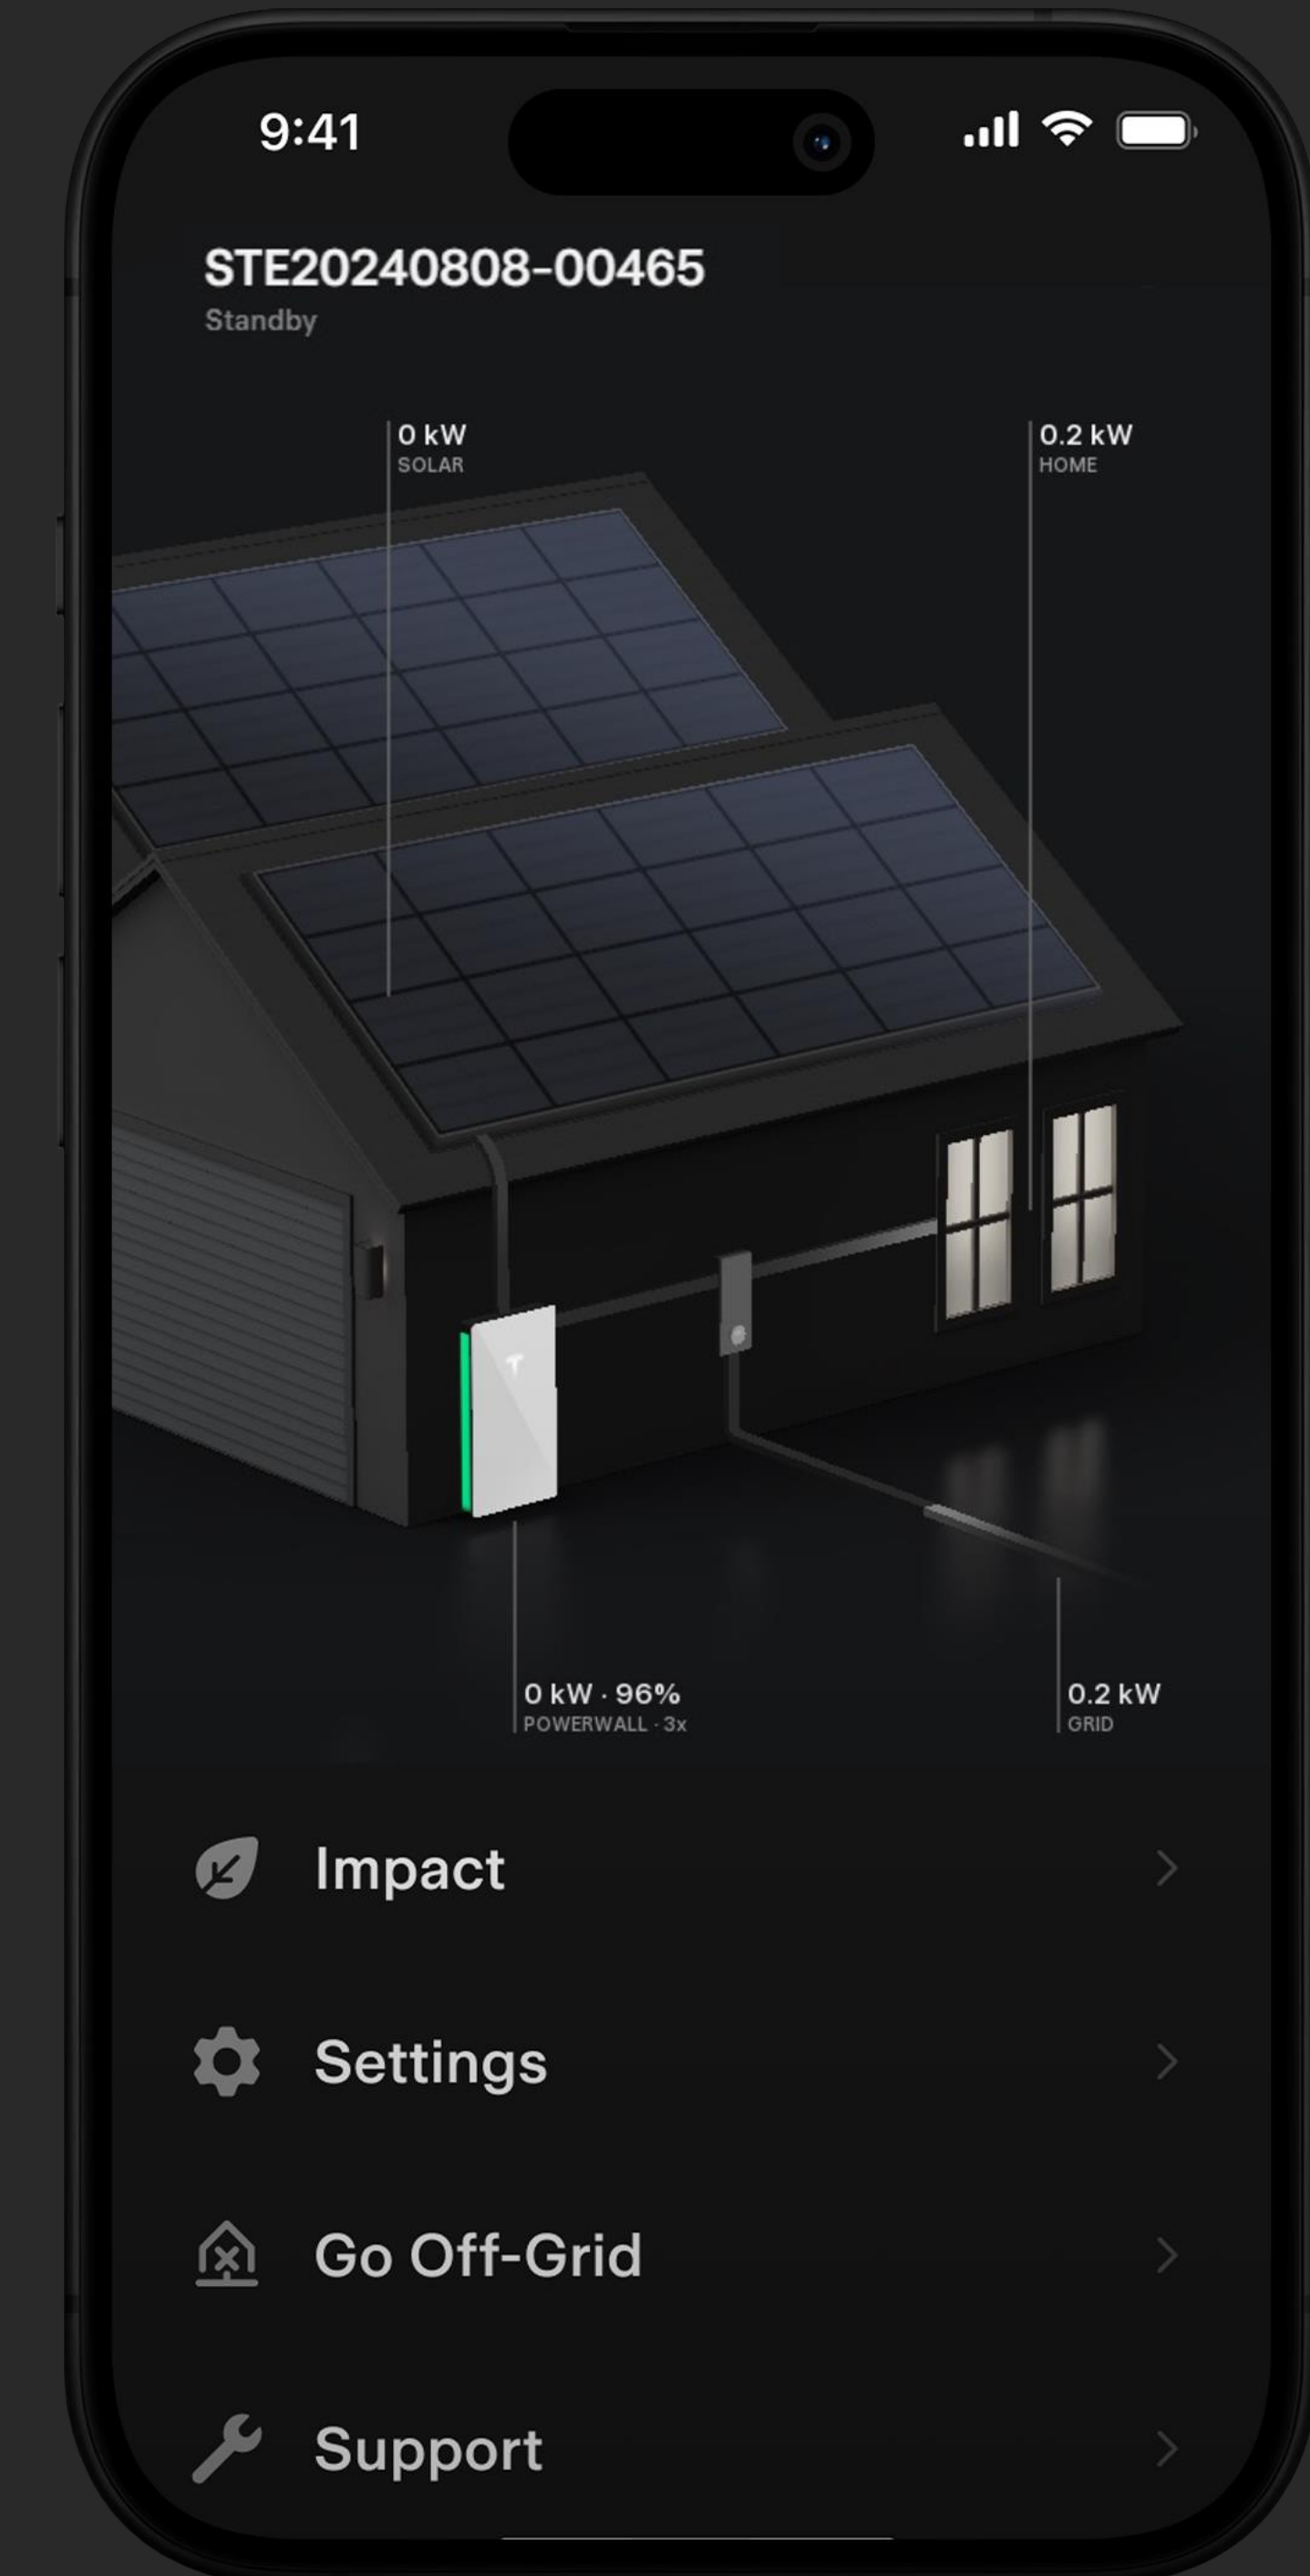 9:41
STE20240808-00465
Standby
0 kW
SOLAR
0.2 kW
HOME
0 kW · 96%
POWERWALL · 3x
0.2 kW
GRID
Impact
Settings
Go Off-Grid
Support